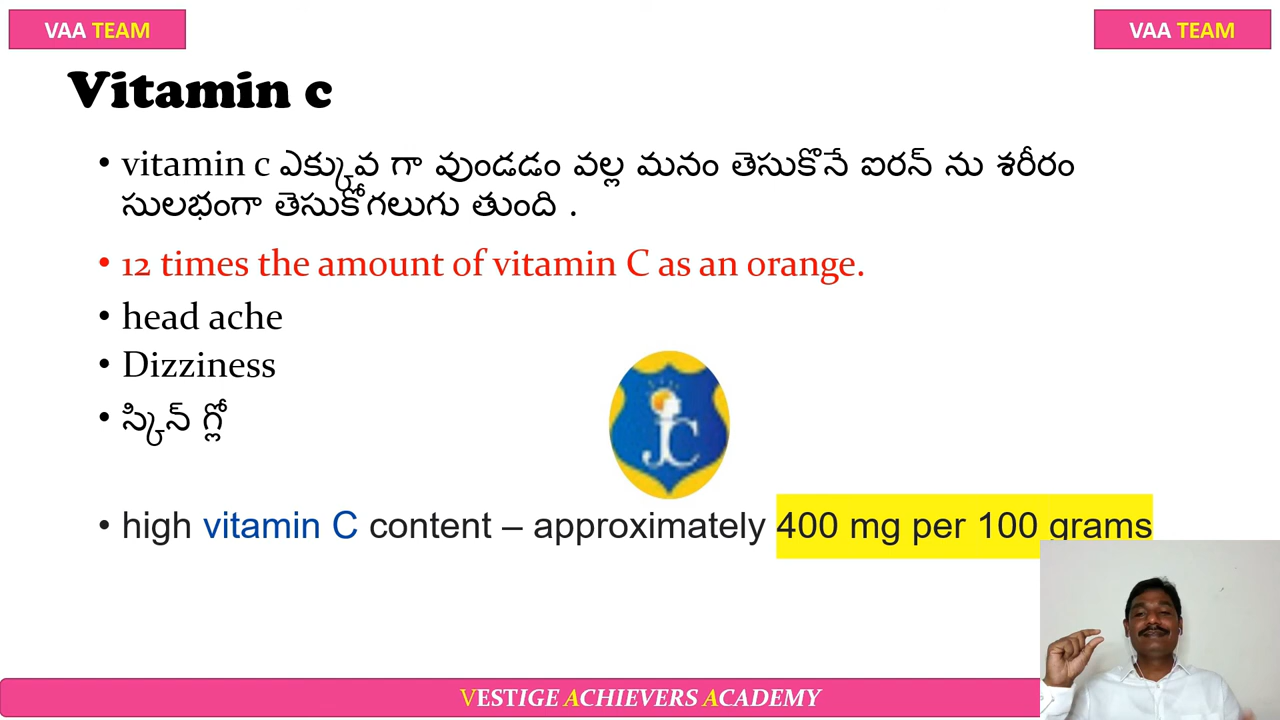 VAA TEAM
VAA TEAM
Vitamin c
• vitamin c ఎక్కువ గా వుండడం వల్ల మనం తెసుకొనే ఐరన్ ను శరీరం
సులభంగా తెసుకోగలుగు తుంది .
• 12 times the amount of vitamin C as an orange.
• head ache
• Dizziness
• స్కిన్ గ్లో
JC
• high vitamin C content – approximately 400 mg per 100 grams
VESTIGE ACHIEVERS ACADEMY